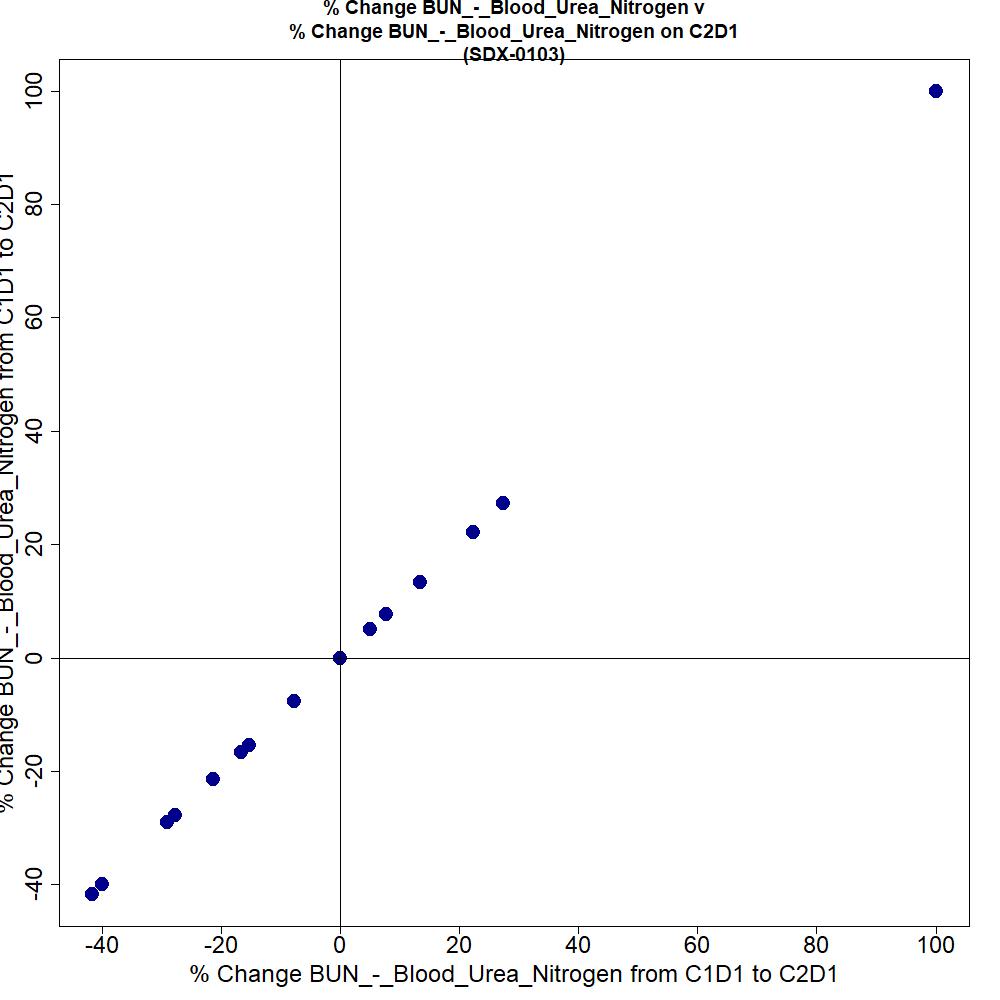 % Change BUN_-_Blood_Urea_Nitrogen v
% Change BUN_-_Blood_Urea_Nitrogen on C2D1
(SDX-0103)
% Change BUN_-_Blood_Urea_Nitrogen from C1D1 to C2D1
100
80
60
40
20
0
-20
-40
-40 -20 0 20 40 60 80 100
% Change BUN_-_Blood_Urea_Nitrogen from C1D1 to C2D1